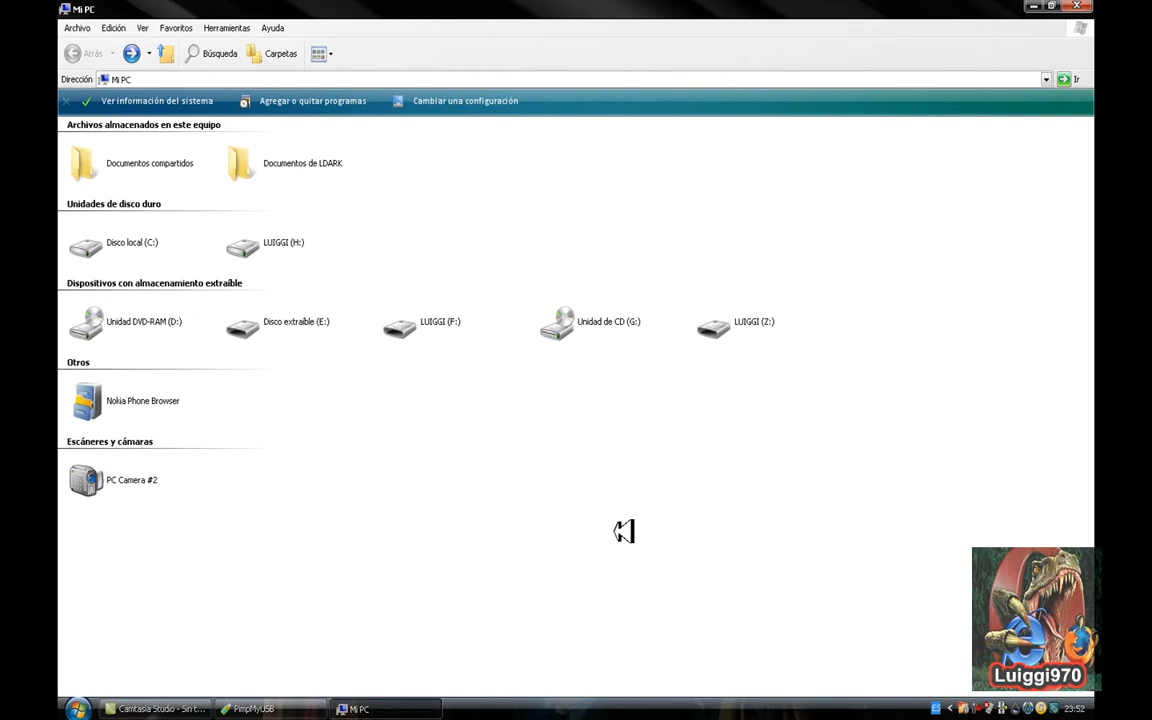 Mi PC
Archivo Edición Ver Favoritos Herramientas Ayuda
Atrás Búsqueda Carpetas
Dirección Mi PC Ir
Ver información del sistema Agregar o quitar programas Cambiar una configuración
Archivos almacenados en este equipo
Documentos compartidos Documentos de LDARK
Unidades de disco duro
Disco local (C:) LUIGGI (H:)
Dispositivos con almacenamiento extraíble
Unidad DVD-RAM (D:) Disco extraíble (E:) LUIGGI (F:) Unidad de CD (G:) LUIGGI (Z:)
Otros
Nokia Phone Browser
Escáneres y cámaras
PC Camera #2
Luiggi970
Camtasia Studio - Sin t... PimpMyUSB Mi PC ES 23:52